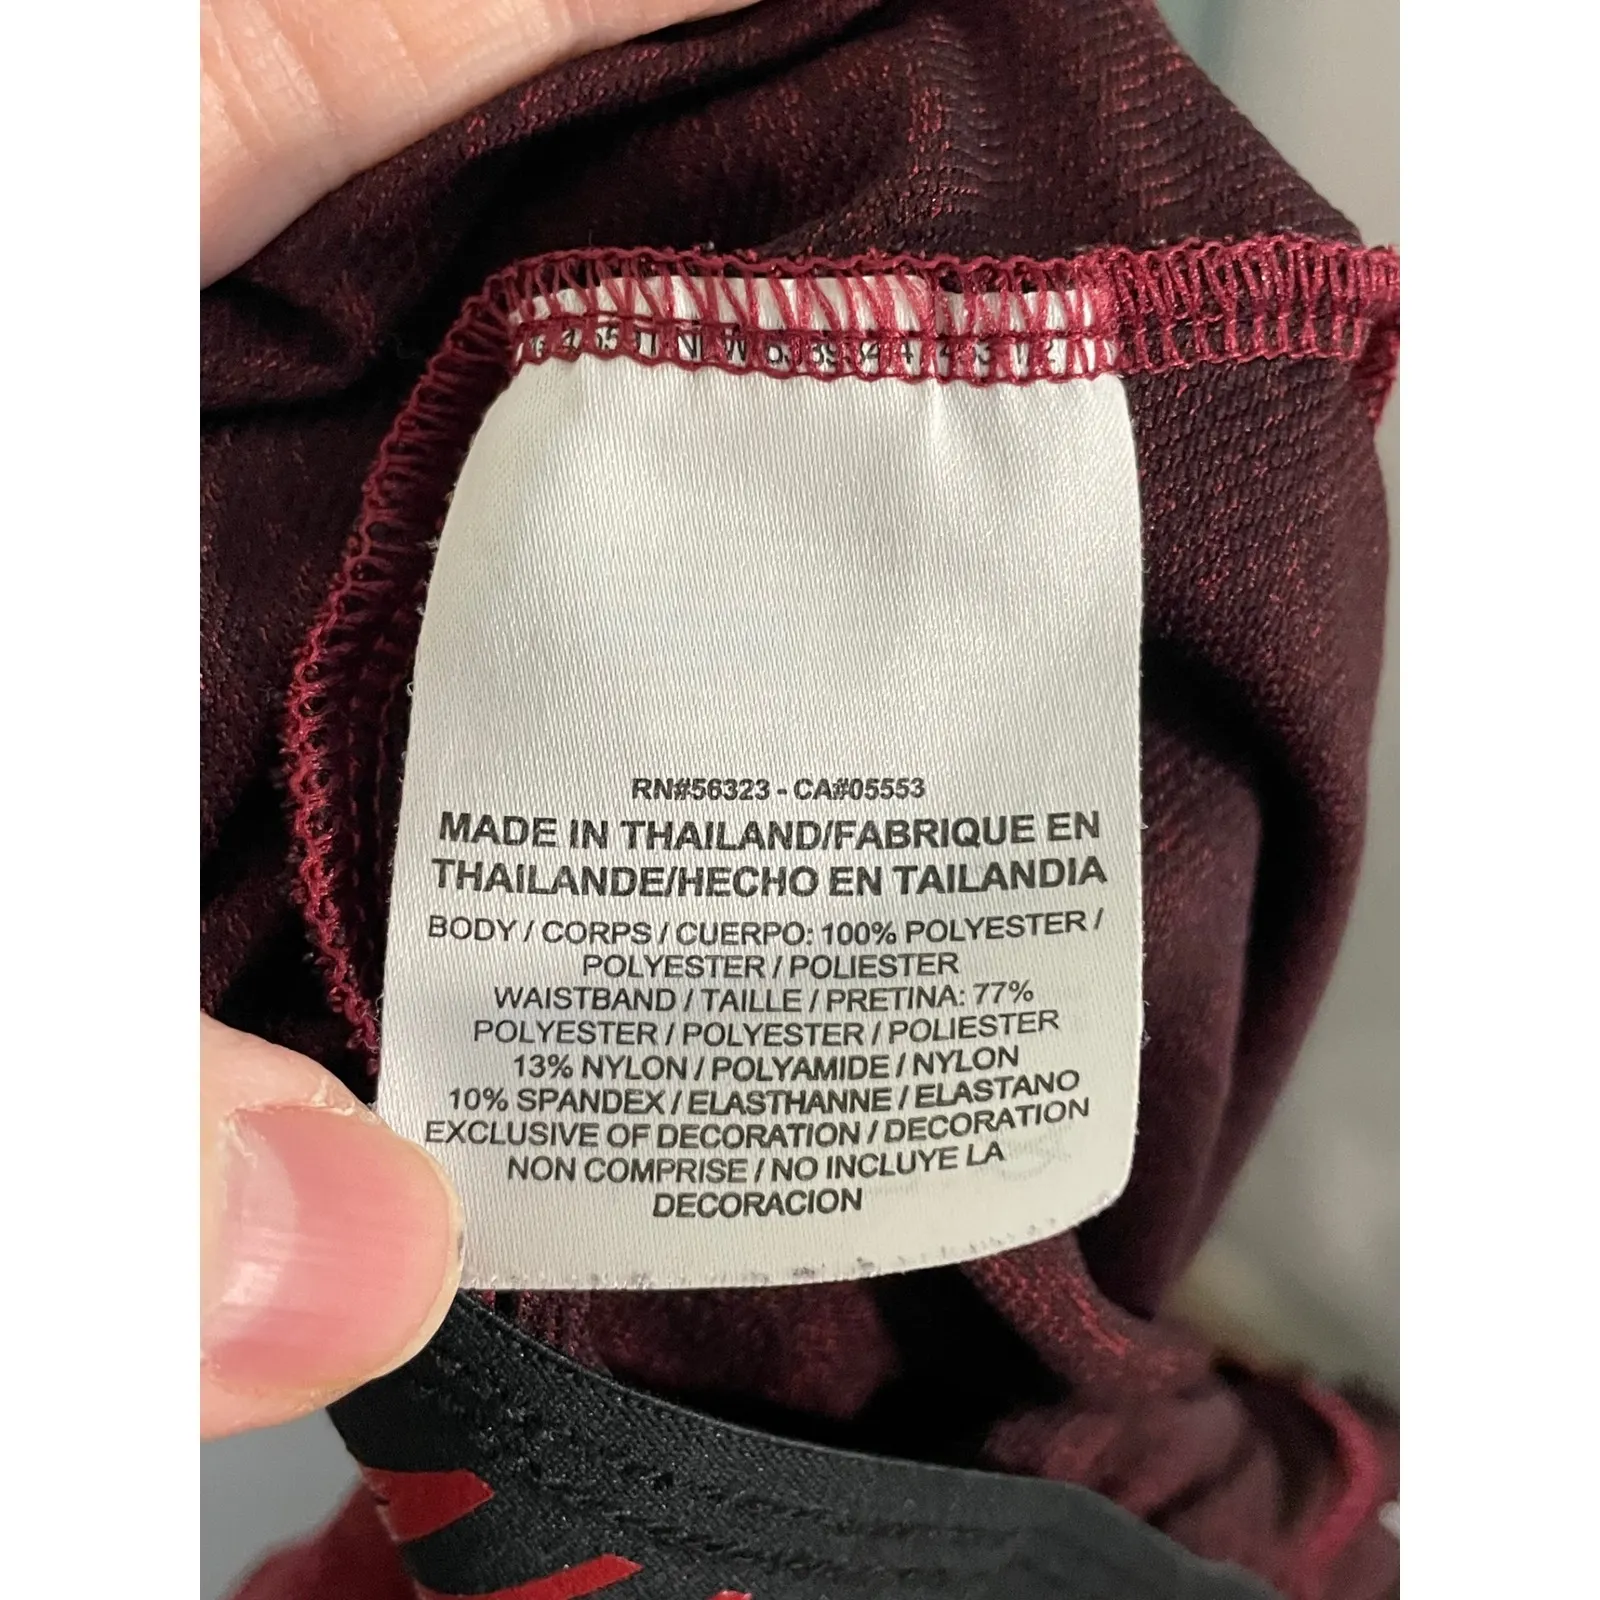 RN#56323 - CA#05553
MADE IN THAILAND/FABRIQUE EN
THAILANDE/HECHO EN TAILANDIA
BODY / CORPS / CUERPO: 100% POLYESTER /
POLYESTER / POLIESTER
WAISTBAND / TAILLE / PRETINA: 77%
POLYESTER / POLYESTER / POLIESTER
13% NYLON / POLYAMIDE / NYLON
10% SPANDEX / ELASTHANNE / ELASTANO
EXCLUSIVE OF DECORATION / DECORATION
NON COMPRISE / NO INCLUYE LA
DECORACION